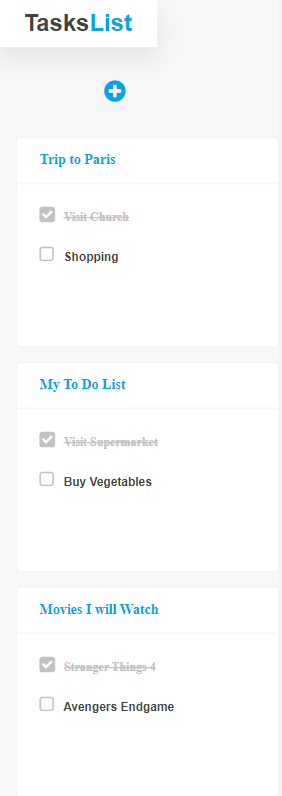 TasksList
Trip to Paris
Visit Church
Shopping
My To Do List
Visit Supermarket
Buy Vegetables
Movies I will Watch
Stranger Things 4
Avengers Endgame